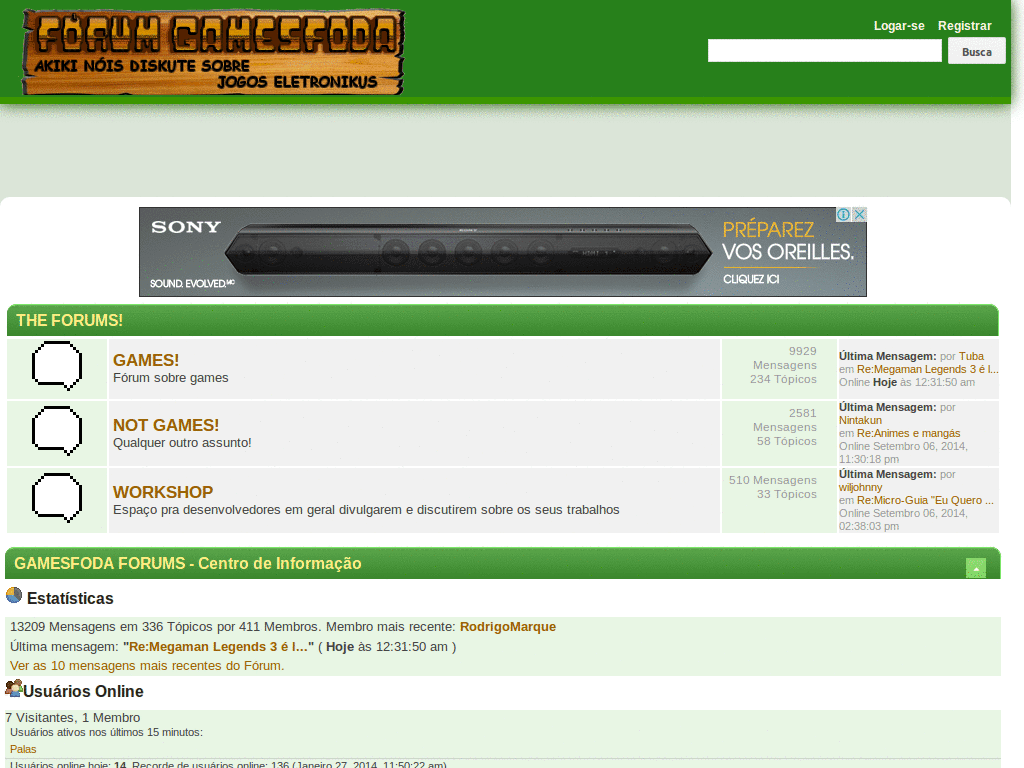 FÓRUM GAMESFODA
AKIKI NÓIS DISKUTE SOBRE
JOGOS ELETRONIKUS
Logar-se Registrar
Busca
SONY
SOUND. EVOLVED.MC
PRÉPAREZ
VOS OREILLES.
CLIQUEZ ICI
THE FORUMS!
GAMES!
Fórum sobre games
9929
Mensagens
234 Tópicos
Última Mensagem: por Tuba
em Re:Megaman Legends 3 é l...
Online Hoje às 12:31:50 am
NOT GAMES!
Qualquer outro assunto!
2581
Mensagens
58 Tópicos
Última Mensagem: por
Nintakun
em Re:Animes e mangás
Online Setembro 06, 2014,
11:30:18 pm
WORKSHOP
Espaço pra desenvolvedores em geral divulgarem e discutirem sobre os seus trabalhos
510 Mensagens
33 Tópicos
Última Mensagem: por
wiljohnny
em Re:Micro-Guia "Eu Quero ...
Online Setembro 06, 2014,
02:38:03 pm
GAMESFODA FORUMS - Centro de Informação
Estatísticas
13209 Mensagens em 336 Tópicos por 411 Membros. Membro mais recente: RodrigoMarque
Última mensagem: "Re:Megaman Legends 3 é l..." ( Hoje às 12:31:50 am )
Ver as 10 mensagens mais recentes do Fórum.
Usuários Online
7 Visitantes, 1 Membro
Usuários ativos nos últimos 15 minutos:
Palas
Usuários online hoje: 14. Recorde de usuários online: 136 (Janeiro 27, 2014, 11:50:22 am)